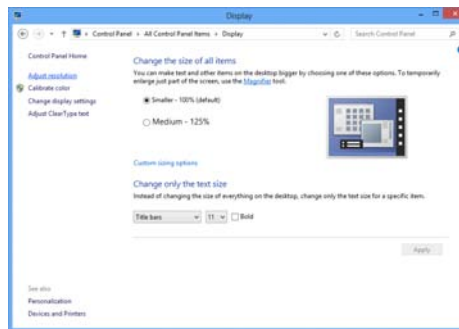 Display
Control Panel ▸ All Control Panel Items ▸ Display
Search Control Panel
Control Panel Home
Adjust resolution
Calibrate color
Change display settings
Adjust ClearType text
Change the size of all items
You can make text and other items on the desktop bigger by choosing one of these options. To temporarily
enlarge just part of the screen, use the Magnifier tool.
Smaller - 100% (default)
Medium - 125%
Custom sizing options
Change only the text size
Instead of changing the size of everything on the desktop, change only the text size for a specific item.
Title bars 11 Bold
Apply
See also
Personalization
Devices and Printers